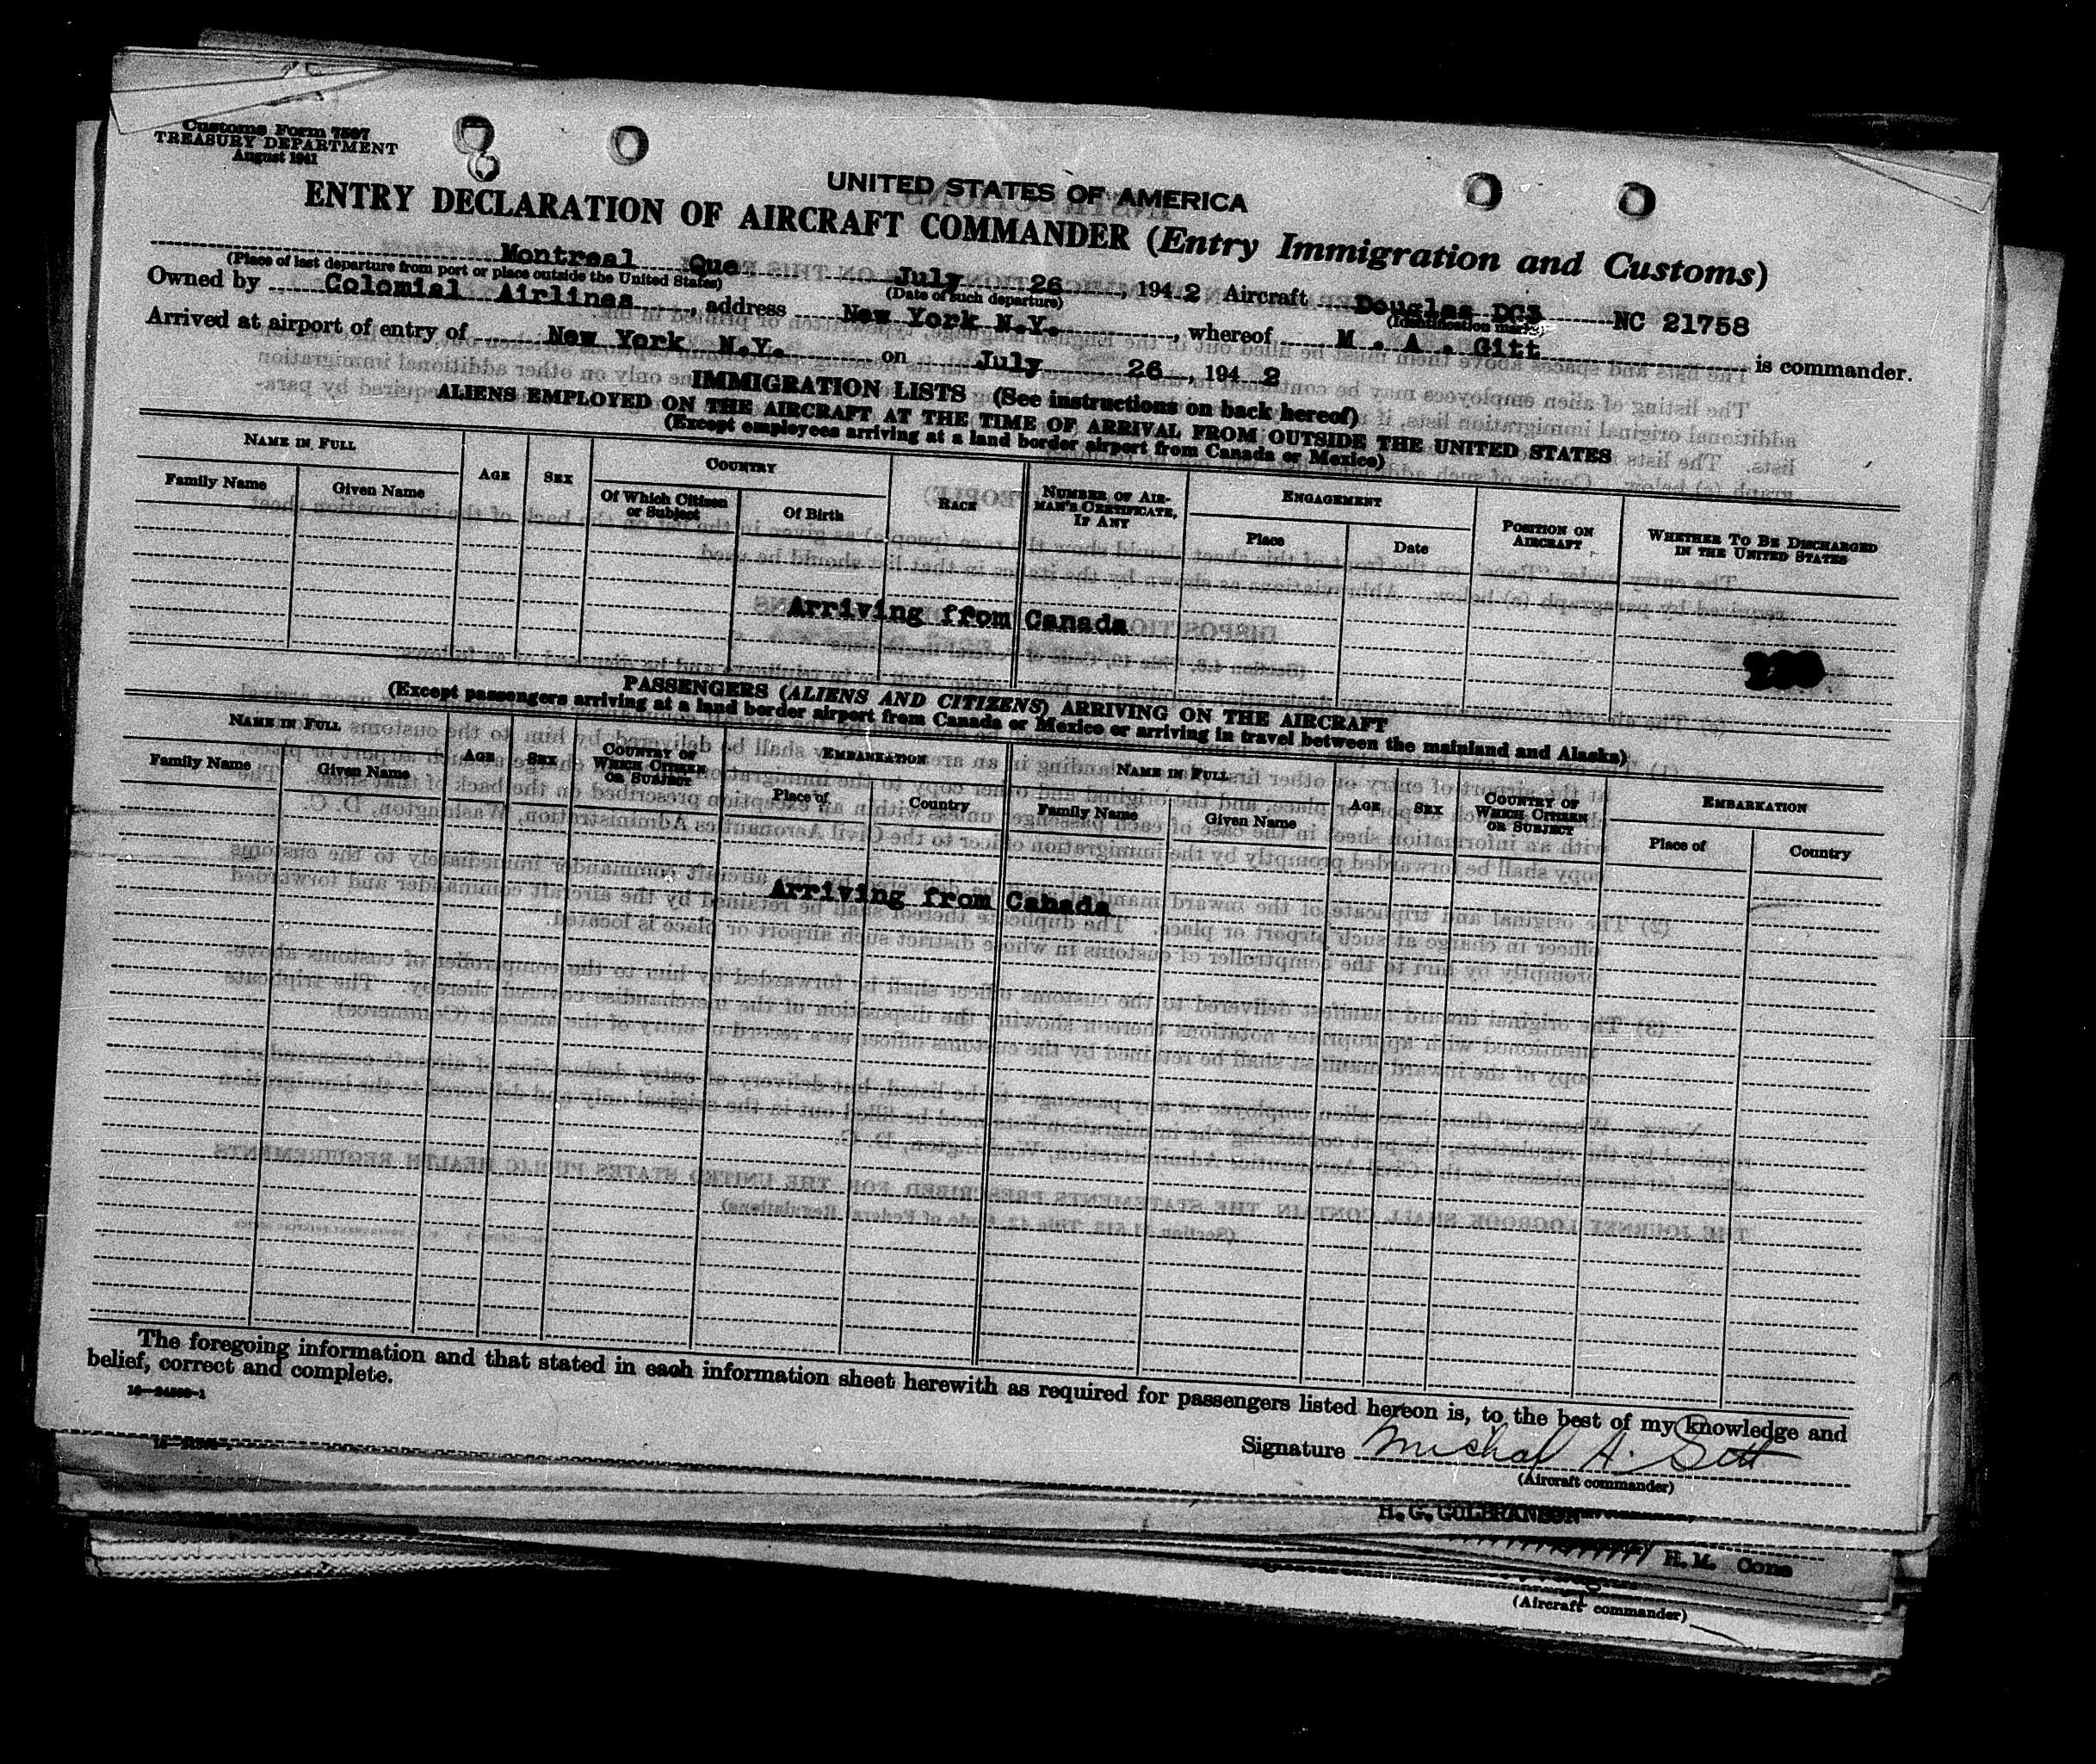 Customs Form 7507
TREASURY DEPARTMENT
August 1941
UNITED STATES OF AMERICA
ENTRY DECLARATION OF AIRCRAFT COMMANDER (Entry Immigration and Customs)
Montreal Que. July 26, 1942 Aircraft Douglas DC3 NC 21758
(Place of last departure from port or place outside the United States) (Date of such departure) (Identification marks)
Owned by Colomial Airlines, address New York N.Y., whereof M . A . Gitt is commander.
Arrived at airport of entry of New York N.Y. on July 26, 1942
IMMIGRATION LISTS (See instructions on back hereof)
ALIENS EMPLOYED ON THE AIRCRAFT AT THE TIME OF ARRIVAL FROM OUTSIDE THE UNITED STATES
(Except employees arriving at a land border airport from Canada or Mexico)
NAME IN FULL
Family Name Given Name
AGE
SEX
COUNTRY
Of Which Citizen or Subject
Of Birth
RACE
NUMBER OF AIRMAN'S CERTIFICATE, IF ANY
ENGAGEMENT
Place Date
POSITION ON AIRCRAFT
WHETHER TO BE DISCHARGED IN THE UNITED STATES
Arriving from Canada
PASSENGERS (ALIENS AND CITIZENS) ARRIVING ON THE AIRCRAFT
(Except passengers arriving at a land border airport from Canada or Mexico or arriving in travel between the mainland and Alaska)
NAME IN FULL
Family Name Given Name
AGE
SEX
COUNTRY OF WHICH CITIZEN OR SUBJECT
EMBARKATION
Place of Country
NAME IN FULL
Family Name Given Name
AGE
SEX
COUNTRY OF WHICH CITIZEN OR SUBJECT
EMBARKATION
Place of Country
Arriving from Canada
The foregoing information and that stated in each information sheet herewith as required for passengers listed hereon is, to the best of my knowledge and
belief, correct and complete.
Signature Michal A. Gitt
(Aircraft commander)
H. G. GULBRANSON
H. M. Cone
(Aircraft commander)